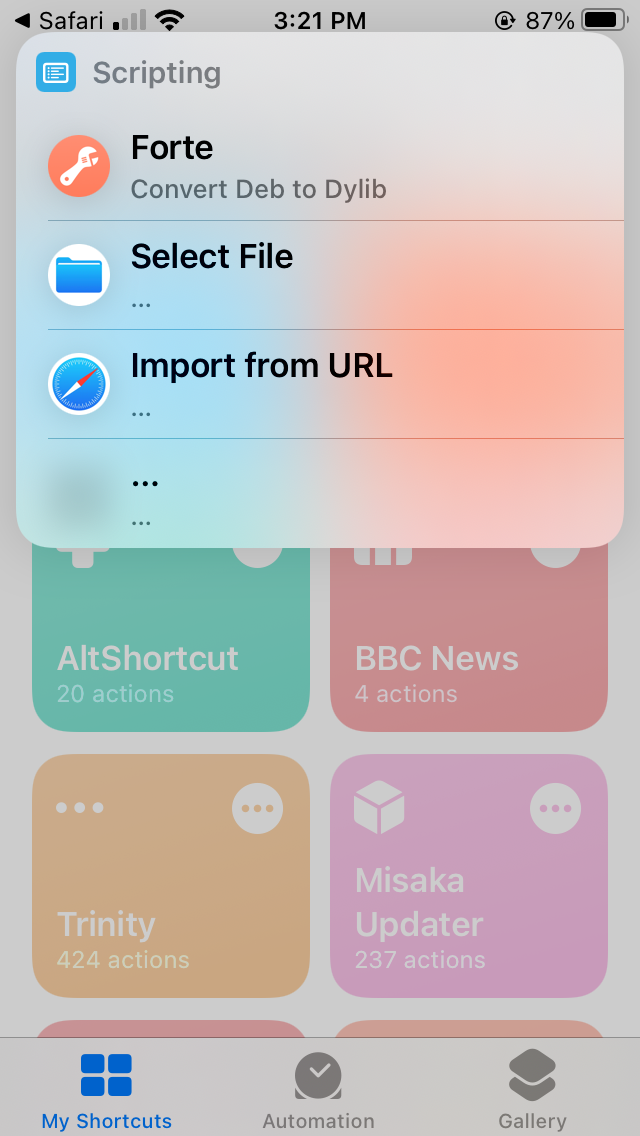 ◀ Safari 3:21 PM 87%
Scripting
Forte
Convert Deb to Dylib
Select File
...
Import from URL
...
...
...
AltShortcut
20 actions
BBC News
4 actions
Trinity
424 actions
Misaka
Updater
237 actions
My Shortcuts Automation Gallery